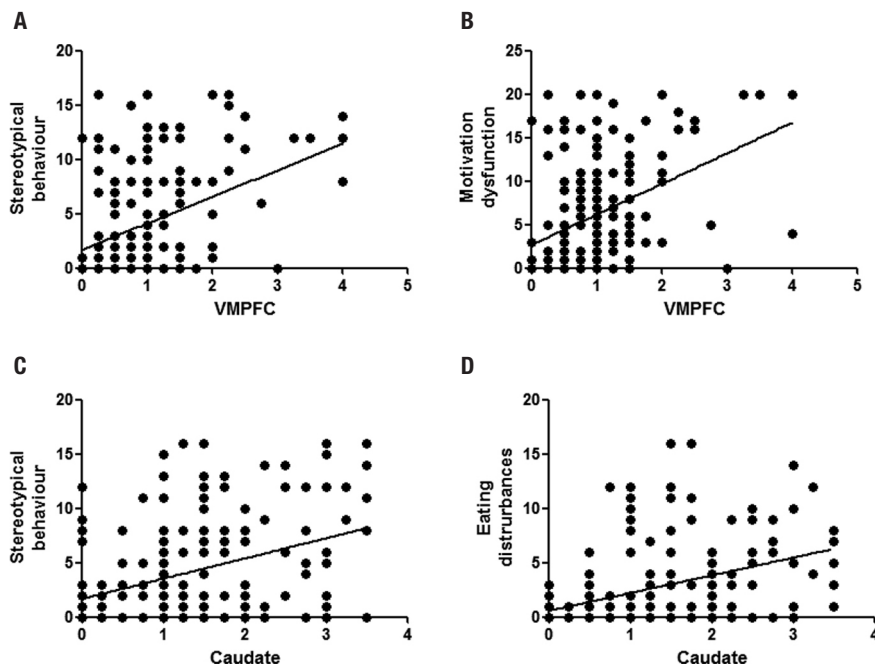 A
20
15
10
5
0
Stereotypical
behaviour
0 1 2 3 4 5
VMPFC
B
25
20
15
10
5
0
Motivation
dysfunction
0 1 2 3 4 5
VMPFC
C
20
15
10
5
0
Stereotypical
behaviour
0 1 2 3 4
Caudate
D
20
15
10
5
0
Eating
distrurbances
0 1 2 3 4
Caudate